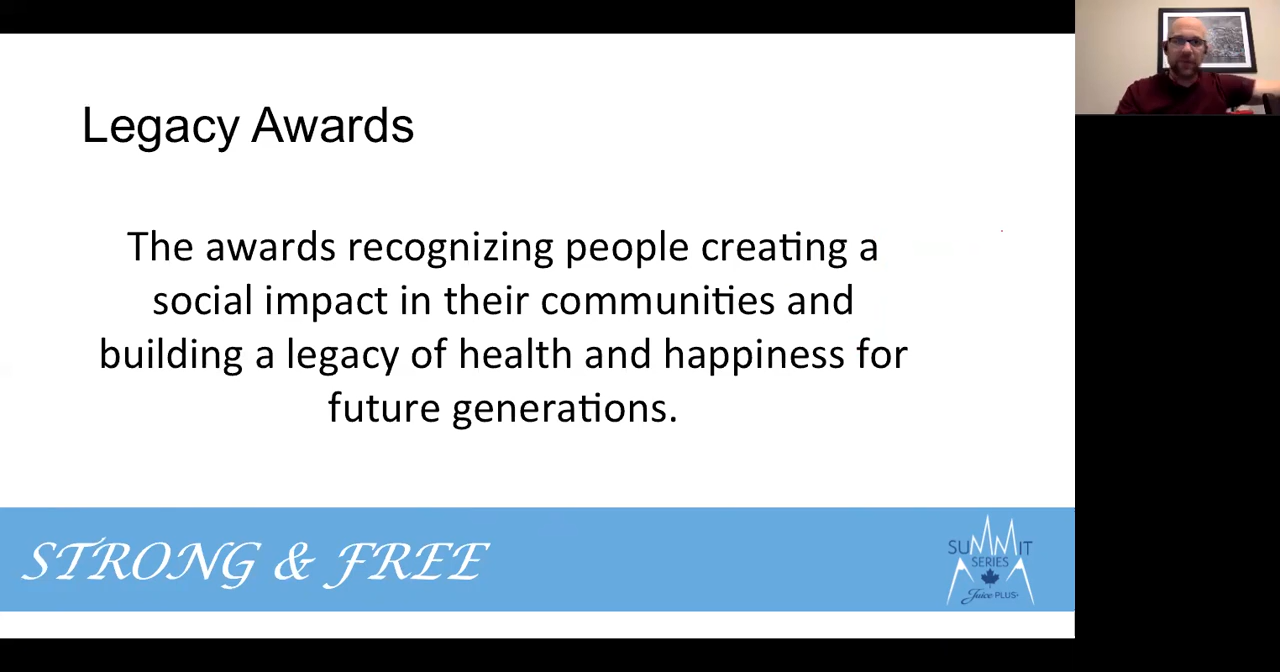 Legacy Awards
The awards recognizing people creating a
social impact in their communities and
building a legacy of health and happiness for
future generations.
STRONG & FREE
SUMMIT
SERIES
Juice PLUS+